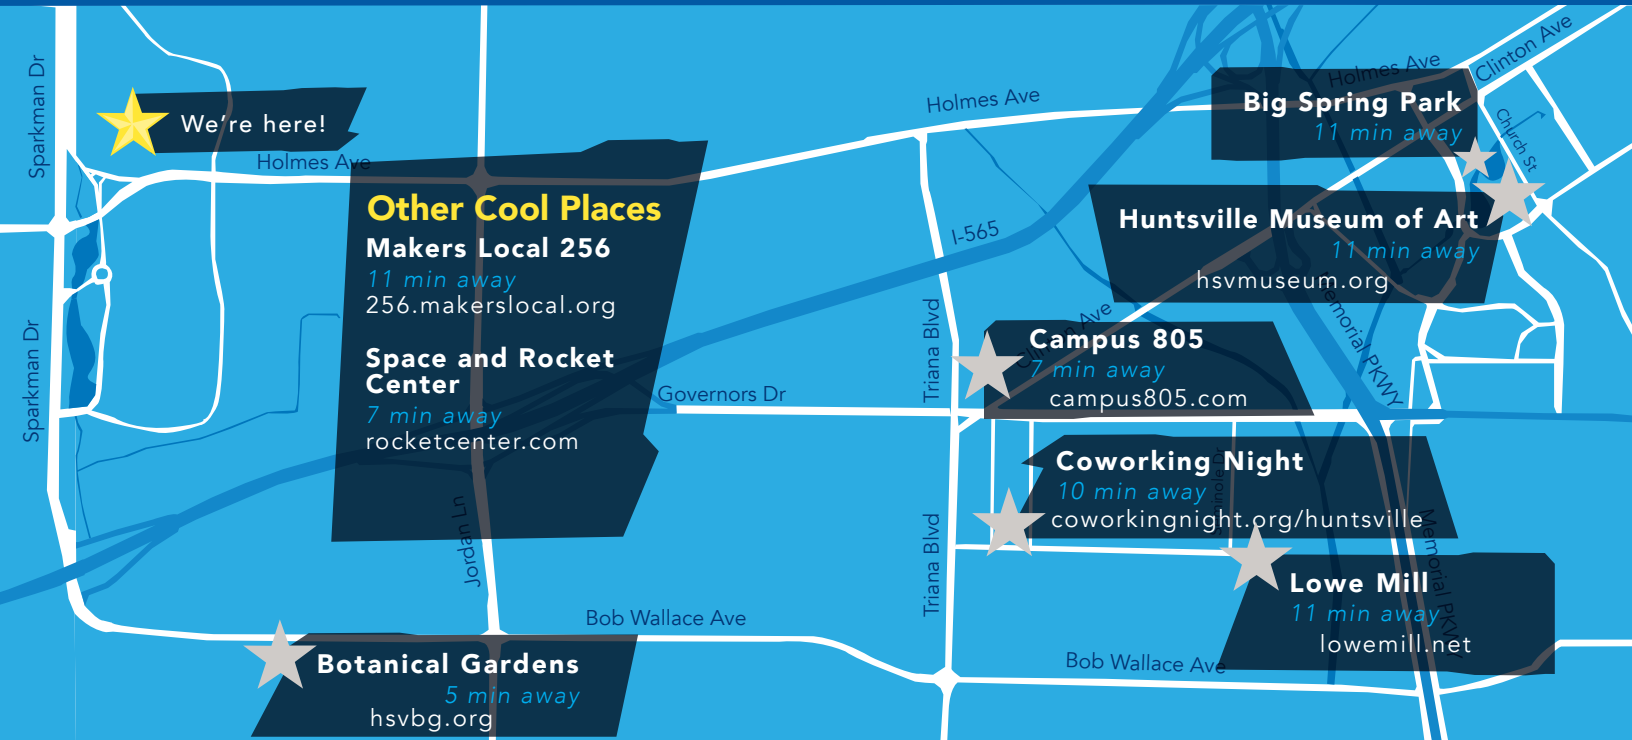 Sparkman Dr
We're here!
Holmes Ave
Other Cool Places
Makers Local 256
11 min away
256.makerslocal.org
Space and Rocket
Center
7 min away
rocketcenter.com
Sparkman Dr
Jordan Ln
Botanical Gardens
5 min away
hsvbg.org
Bob Wallace Ave
Governors Dr
I-565
Holmes Ave
Triana Blvd
Triana Blvd
Holmes Ave
Clinton Ave
Church St
Big Spring Park
11 min away
Huntsville Museum of Art
11 min away
hsvmuseum.org
Memorial PKWY
Clinton Ave
Campus 805
7 min away
campus805.com
Coworking Night
10 min away
coworkingnight.org/huntsville
Memorial PKWY
Lowe Mill
11 min away
lowemill.net
Bob Wallace Ave